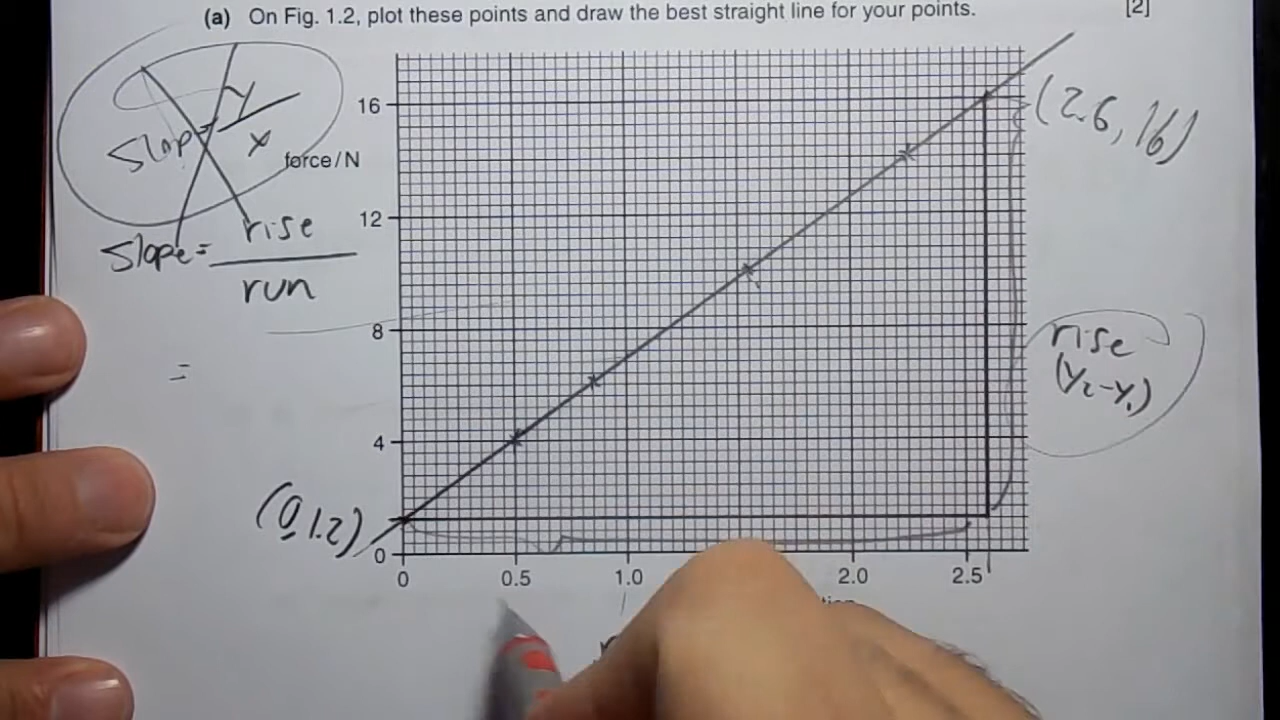 (a) On Fig. 1.2, plot these points and draw the best straight line for your points. [2]
slope = y
x
force/N
slope = rise
run
=
16
12
8
4
0
(2.6, 16)
rise
(y₂-y₁)
(0,1.2)
0 0.5 1.0 2.0 2.5